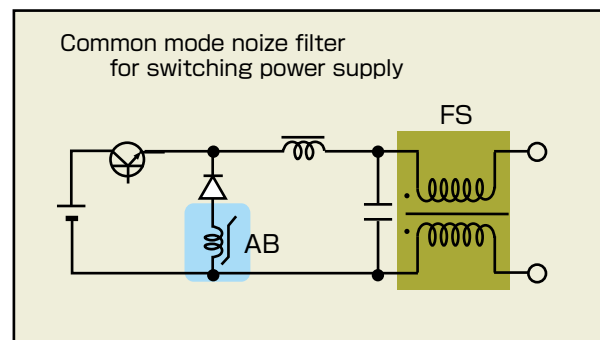 Common mode noize filter
for switching power supply
FS
AB